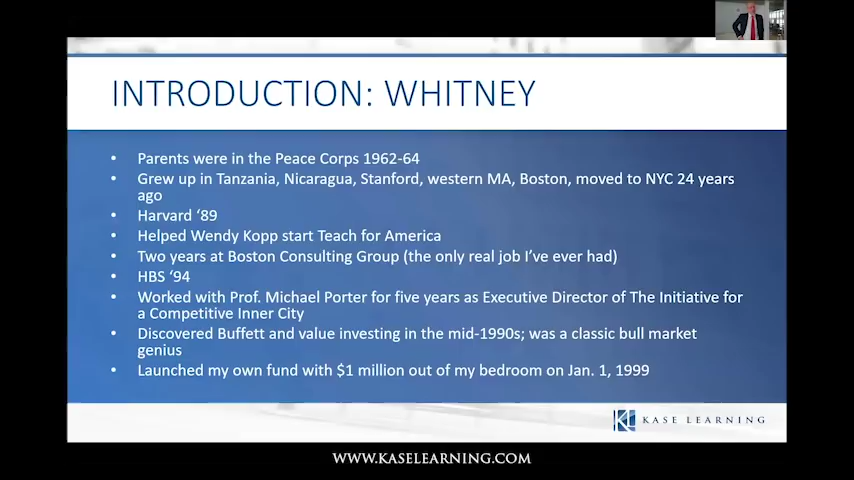 INTRODUCTION: WHITNEY
• Parents were in the Peace Corps 1962-64
• Grew up in Tanzania, Nicaragua, Stanford, western MA, Boston, moved to NYC 24 years
ago
• Harvard ‘89
• Helped Wendy Kopp start Teach for America
• Two years at Boston Consulting Group (the only real job I’ve ever had)
• HBS ‘94
• Worked with Prof. Michael Porter for five years as Executive Director of The Initiative for
a Competitive Inner City
• Discovered Buffett and value investing in the mid-1990s; was a classic bull market
genius
• Launched my own fund with $1 million out of my bedroom on Jan. 1, 1999
KL KASE LEARNING
WWW.KASELEARNING.COM